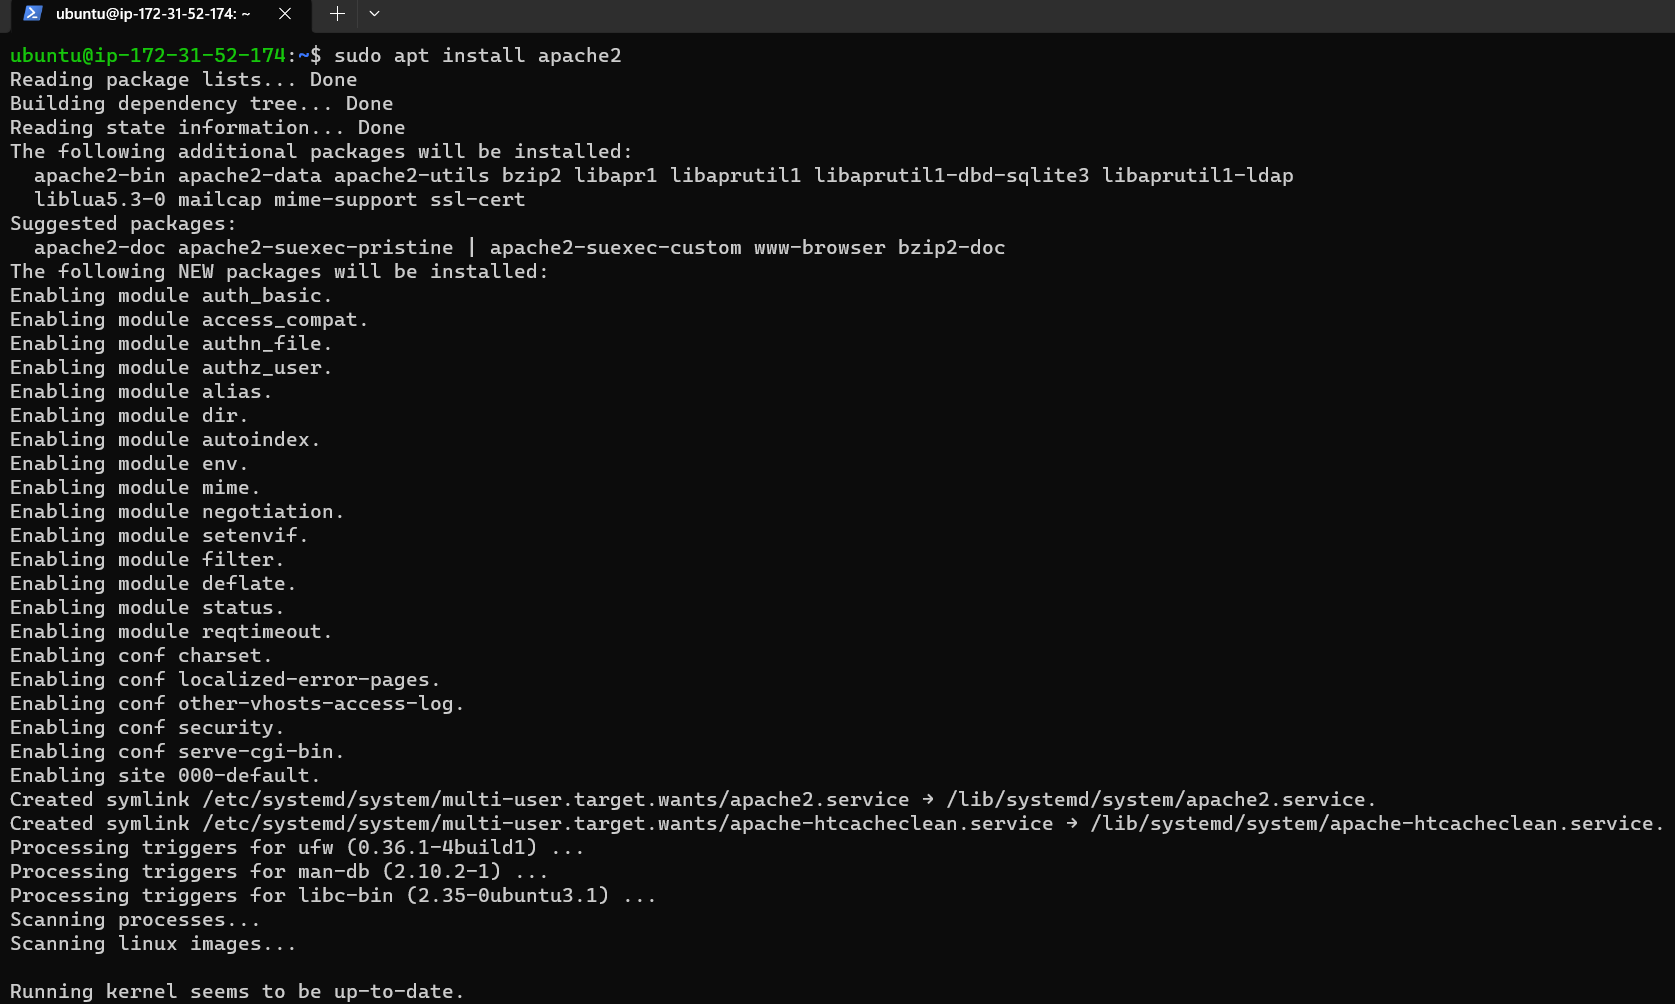 ubuntu@ip-172-31-52-174: ~
ubuntu@ip-172-31-52-174:~$ sudo apt install apache2
Reading package lists... Done
Building dependency tree... Done
Reading state information... Done
The following additional packages will be installed:
  apache2-bin apache2-data apache2-utils bzip2 libapr1 libaprutil1 libaprutil1-dbd-sqlite3 libaprutil1-ldap
  liblua5.3-0 mailcap mime-support ssl-cert
Suggested packages:
  apache2-doc apache2-suexec-pristine | apache2-suexec-custom www-browser bzip2-doc
The following NEW packages will be installed:
Enabling module auth_basic.
Enabling module access_compat.
Enabling module authn_file.
Enabling module authz_user.
Enabling module alias.
Enabling module dir.
Enabling module autoindex.
Enabling module env.
Enabling module mime.
Enabling module negotiation.
Enabling module setenvif.
Enabling module filter.
Enabling module deflate.
Enabling module status.
Enabling module reqtimeout.
Enabling conf charset.
Enabling conf localized-error-pages.
Enabling conf other-vhosts-access-log.
Enabling conf security.
Enabling conf serve-cgi-bin.
Enabling site 000-default.
Created symlink /etc/systemd/system/multi-user.target.wants/apache2.service → /lib/systemd/system/apache2.service.
Created symlink /etc/systemd/system/multi-user.target.wants/apache-htcacheclean.service → /lib/systemd/system/apache-htcacheclean.service.
Processing triggers for ufw (0.36.1-4build1) ...
Processing triggers for man-db (2.10.2-1) ...
Processing triggers for libc-bin (2.35-0ubuntu3.1) ...
Scanning processes...
Scanning linux images...
Running kernel seems to be up-to-date.